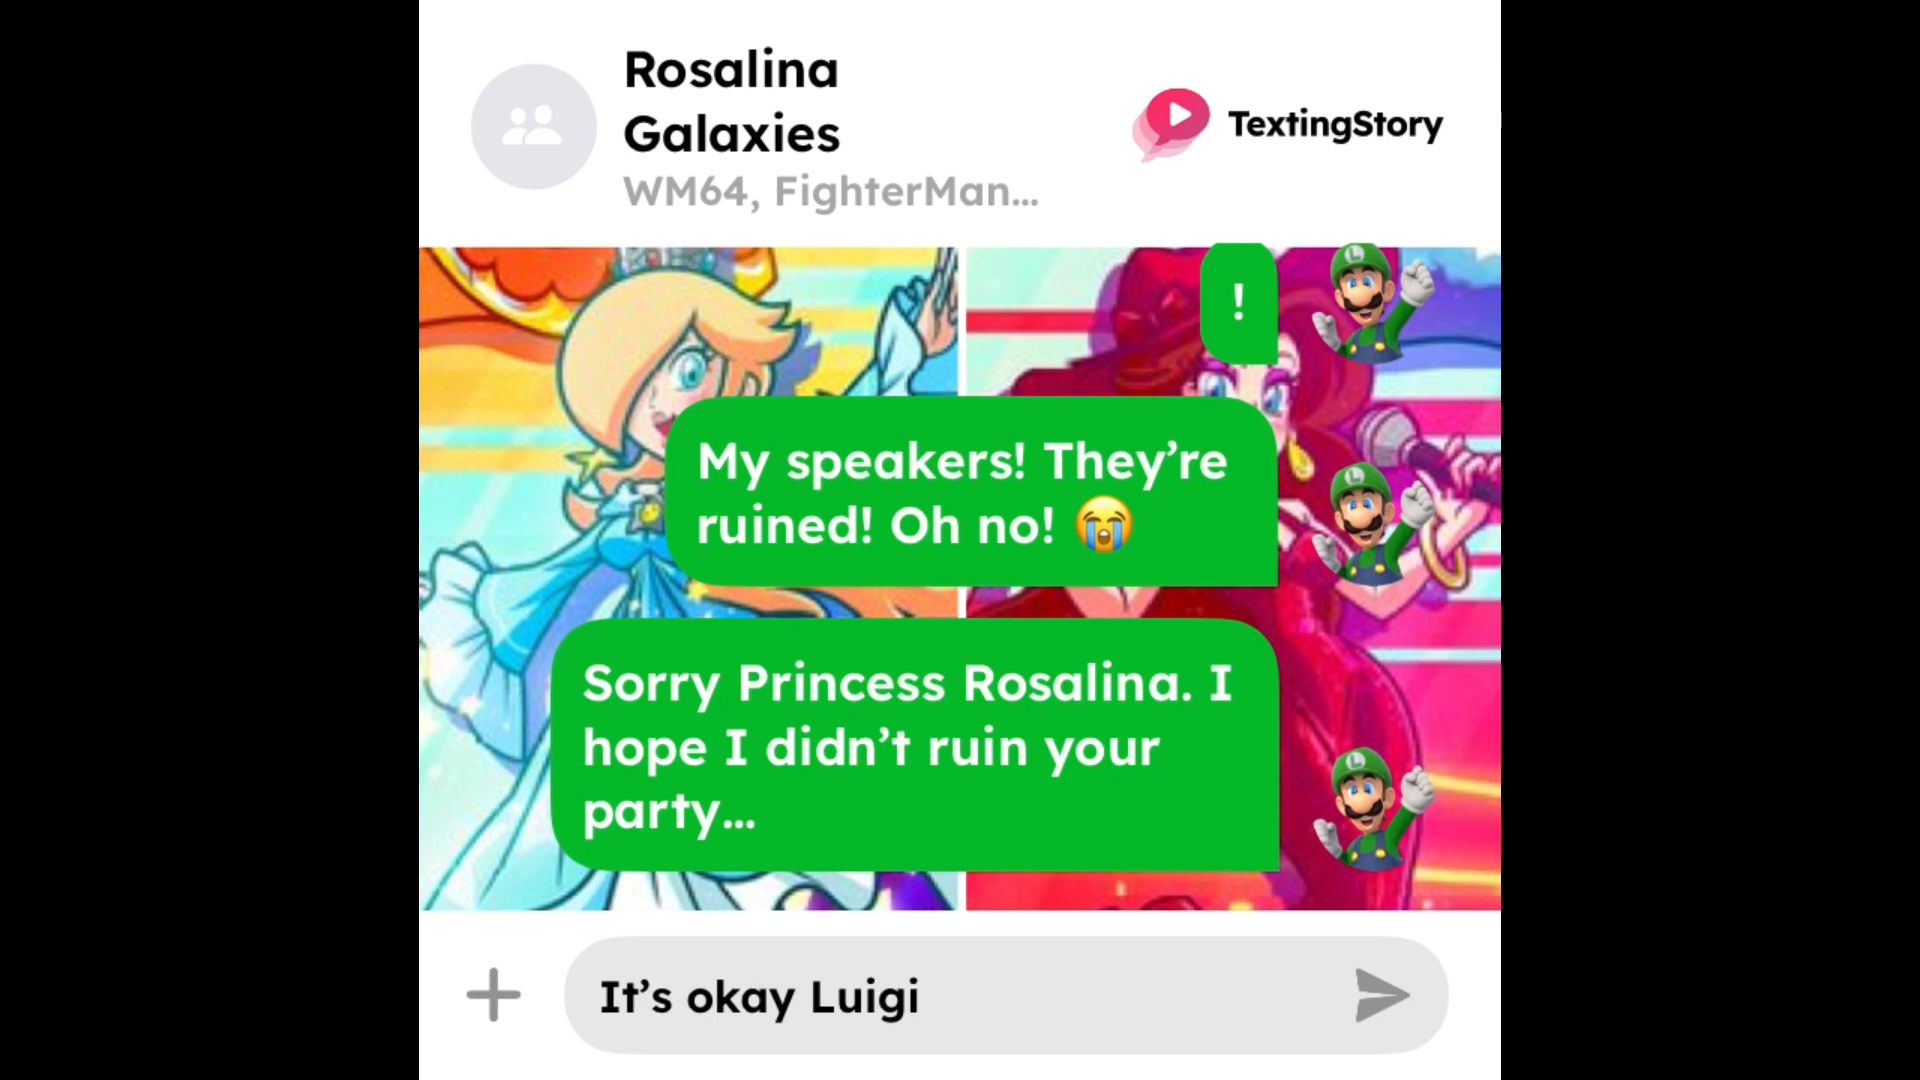 Rosalina
Galaxies
WM64, FighterMan...
TextingStory
!
My speakers! They’re
ruined! Oh no! 😭
Sorry Princess Rosalina. I
hope I didn’t ruin your
party...
It’s okay Luigi